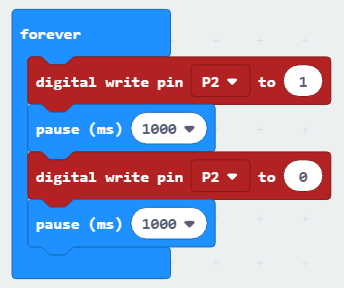 forever
digital write pin P2 to 1
pause (ms) 1000
digital write pin P2 to 0
pause (ms) 1000